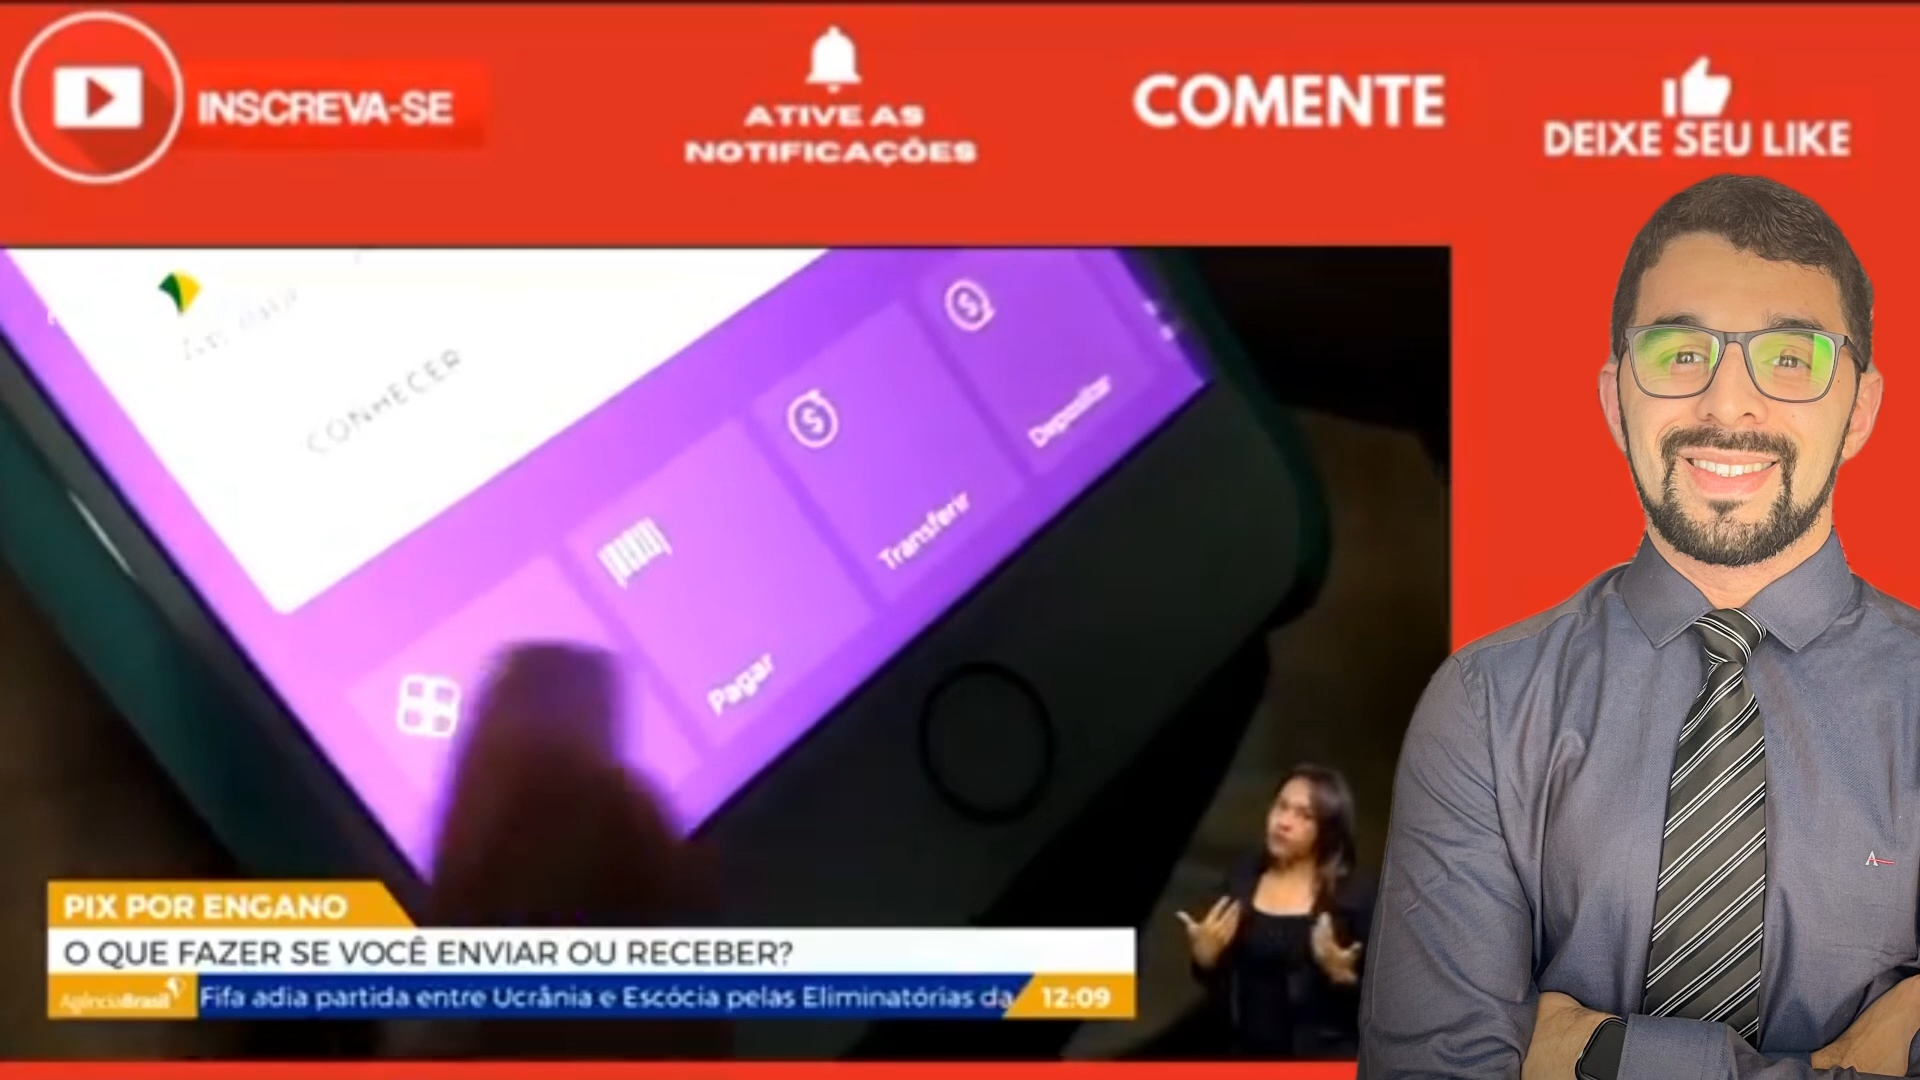 INSCREVA-SE
ATIVE AS
NOTIFICAÇÕES
COMENTE
DEIXE SEU LIKE
CONHECER
Depositar
Transferir
Pagar
PIX POR ENGANO
O QUE FAZER SE VOCÊ ENVIAR OU RECEBER?
AgênciaBrasil
Fifa adia partida entre Ucrânia e Escócia pelas Eliminatórias da
12:09